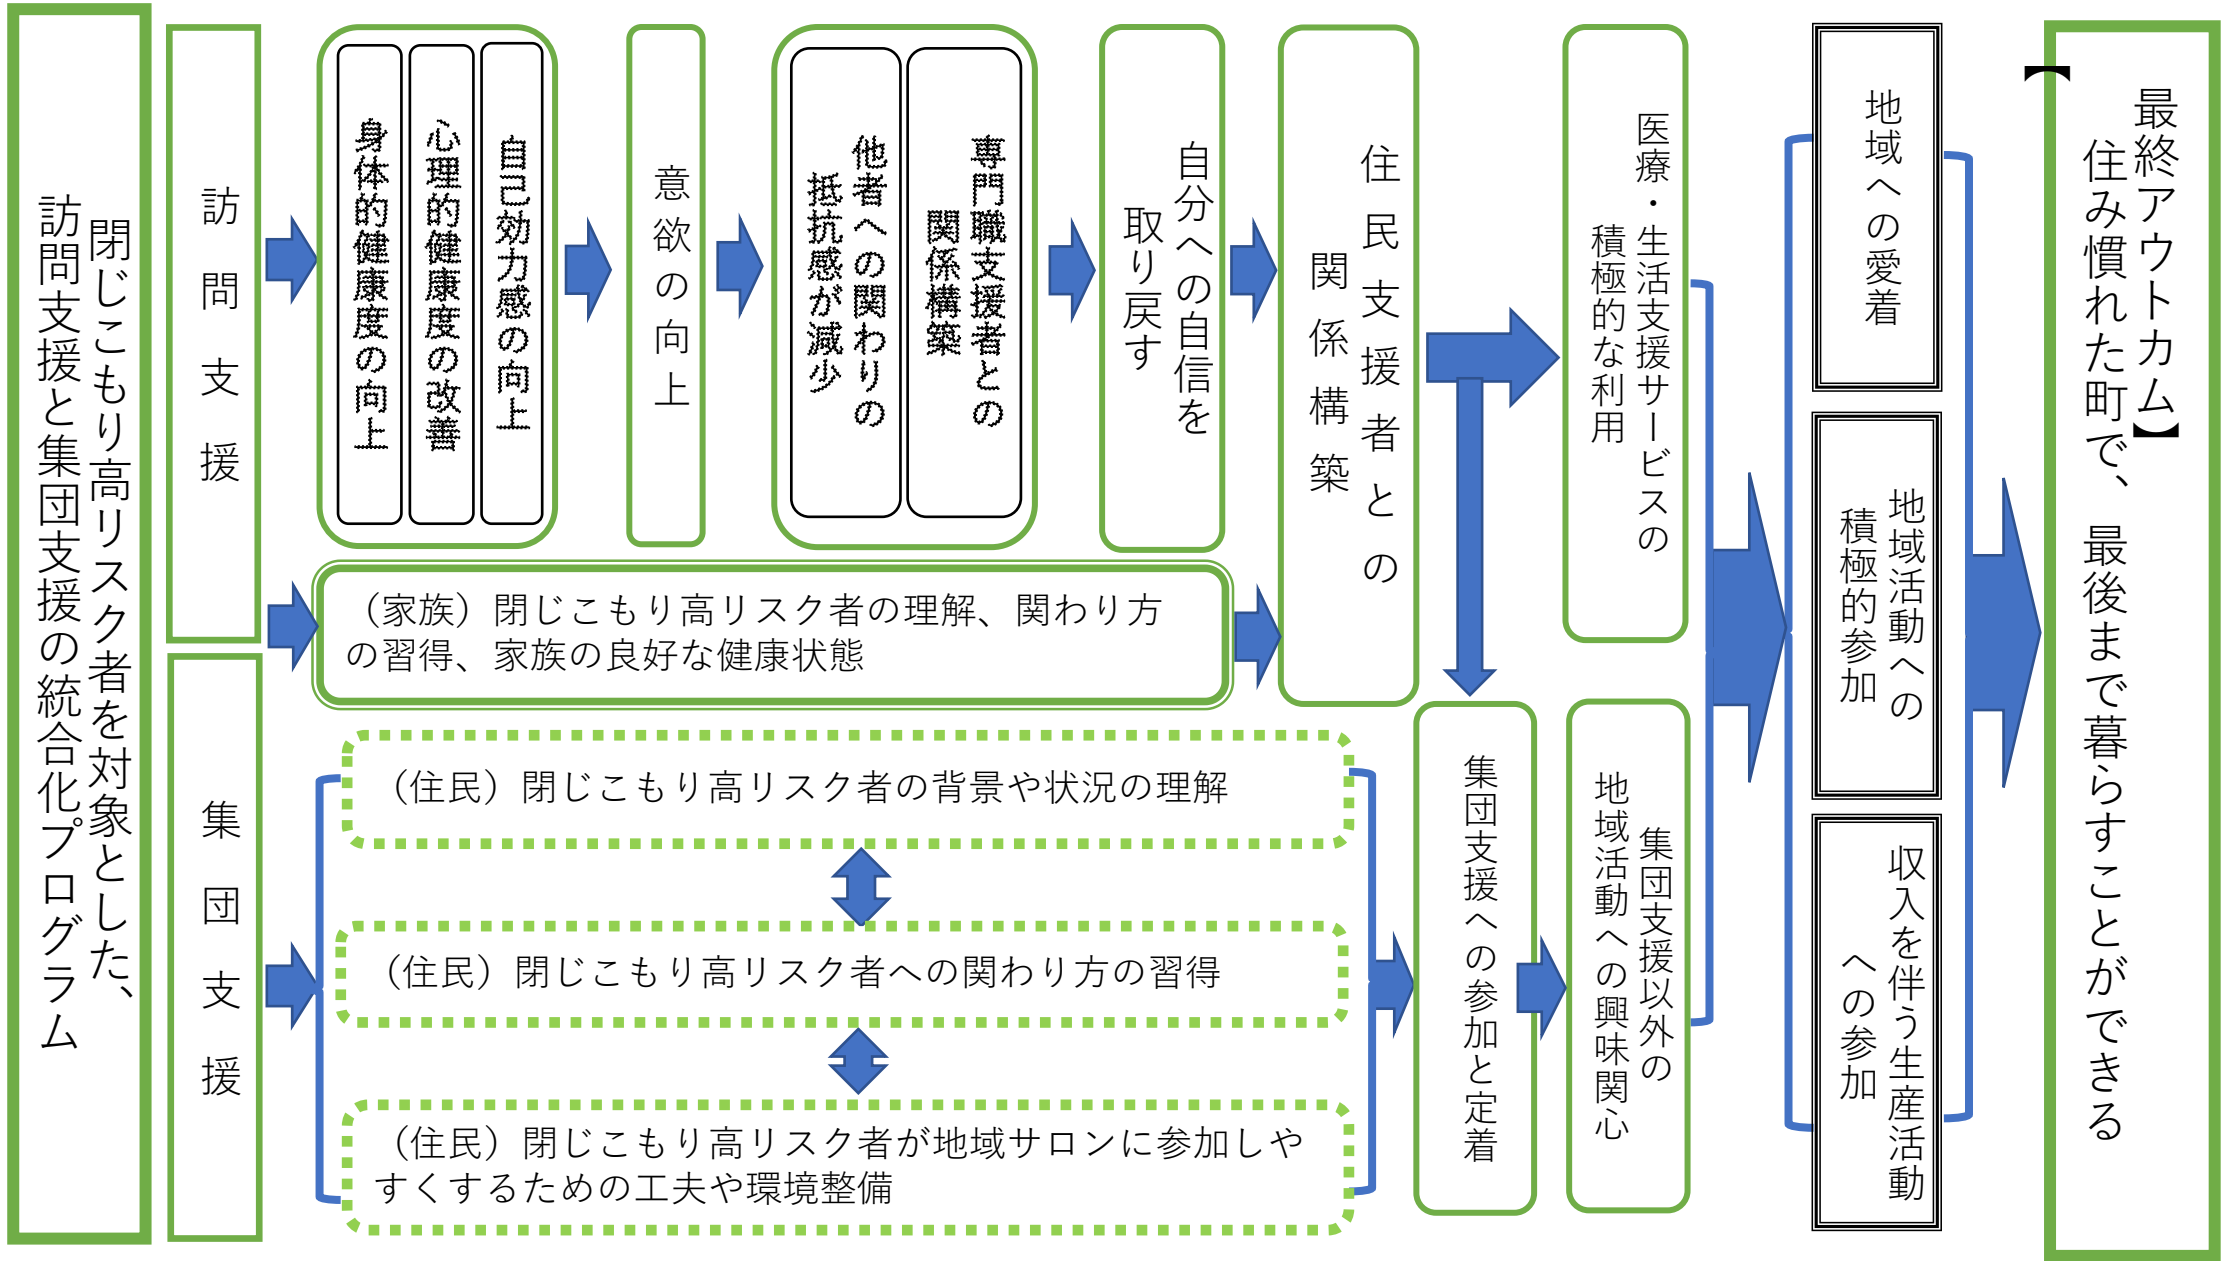 閉じこもり高リスク者を対象とした、
訪問支援と集団支援の統合化プログラム
訪問支援
身体的健康度の向上
心理的健康度の改善
自己効力感の向上
意欲の向上
他者への関わりの
抵抗感が減少
専門職支援者との
関係構築
自分への自信を
取り戻す
住民支援者との
関係構築
医療・生活支援サービスの
積極的な利用
（家族）閉じこもり高リスク者の理解、関わり方
の習得、家族の良好な健康状態
集団支援
（住民）閉じこもり高リスク者の背景や状況の理解
（住民）閉じこもり高リスク者への関わり方の習得
（住民）閉じこもり高リスク者が地域サロンに参加しや
すくするための工夫や環境整備
集団支援への参加と定着
集団支援以外の
地域活動への興味関心
地域への愛着
地域活動への
積極的参加
収入を伴う生産活動
への参加
【
最終アウトカム】
住み慣れた町で、最後まで暮らすことができる